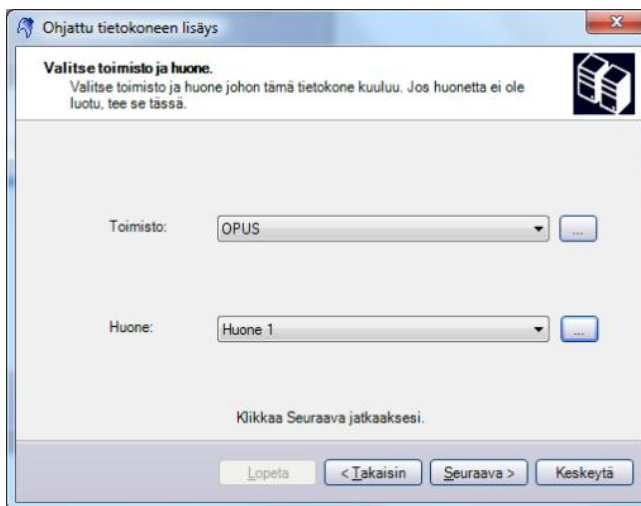 Ohjattu tietokoneen lisäys
Valitse toimisto ja huone.
Valitse toimisto ja huone johon tämä tietokone kuuluu. Jos huonetta ei ole
luotu, tee se tässä.
Toimisto:
OPUS
...
Huone:
Huone 1
...
Klikkaa Seuraava jatkaaksesi.
Lopeta
< Takaisin
Seuraava >
Keskeytä